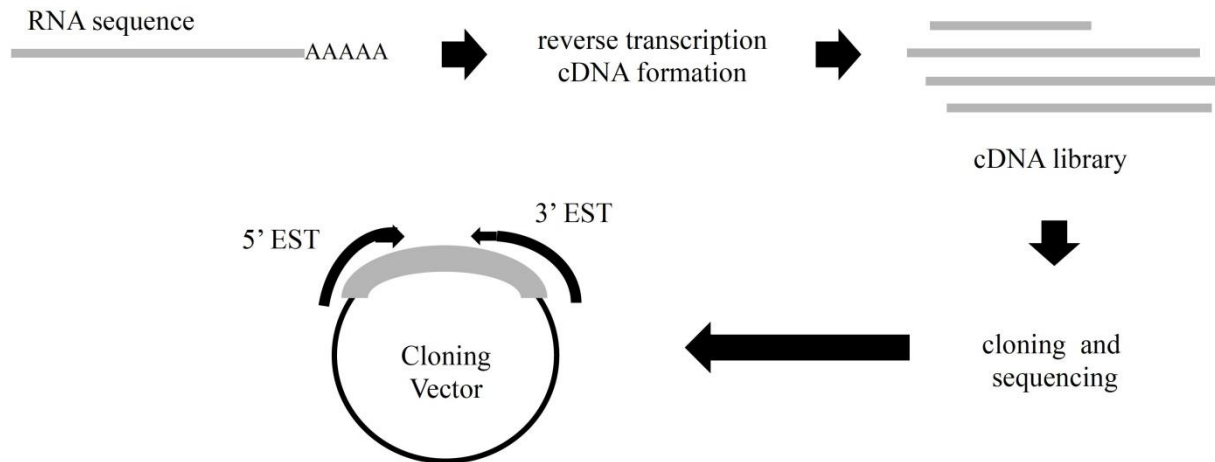 RNA sequence
AAAAA
reverse transcription
cDNA formation
cDNA library
cloning and
sequencing
5’ EST
3’ EST
Cloning
Vector